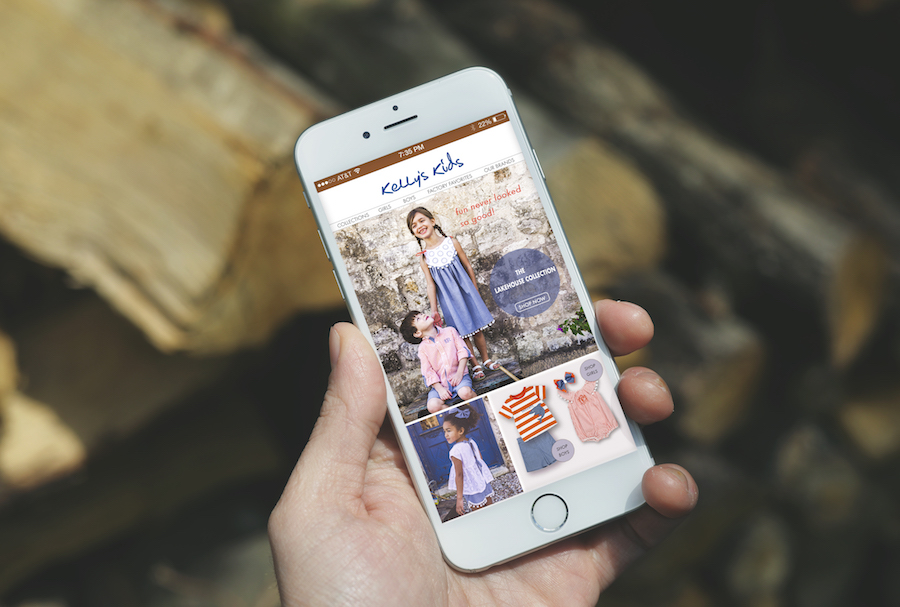 AT&T 7:35 PM 22%
Kelly's Kids
COLLECTIONS GIRLS BOYS FACTORY FAVORITES OUR BRANDS
fun never looked
so good!
THE
LAKEHOUSE COLLECTION
SHOP NOW
SHOP
GIRLS
SHOP
BOYS